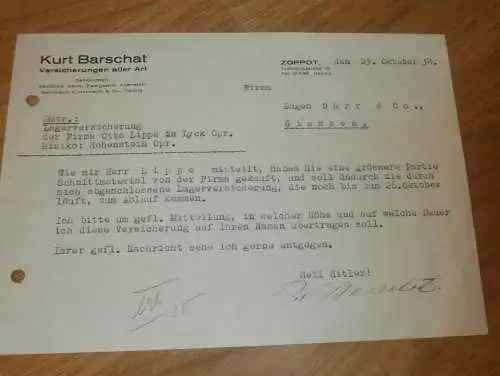 Kurt Barschat
Versicherungen aller Art
ZOPPOT, den 23. Oktober 38.
Firma
Eugen Dürr & Co.,
Giessen.
Betr.:
Lagerversicherung
der Firma Otto Lippe in Lyck Opr.
Risiko: Hohenstein Opr.
Wie mir Herr Lippe mitteilt, haben Sie eine grössere Partie
Schnittmaterial von der Firma gekauft, und soll dadurch die durch
mich abgeschlossene Lagerversicherung, die noch bis zum 26.Oktober
läuft, zum Ablauf kommen.
Ich bitte um gefl. Mitteilung, in welcher Höhe und auf welche Dauer
ich diese Versicherung auf Ihren Namen übertragen soll.
Ihrer gefl. Nachricht sehe ich gerne entgegen.
Heil Hitler!